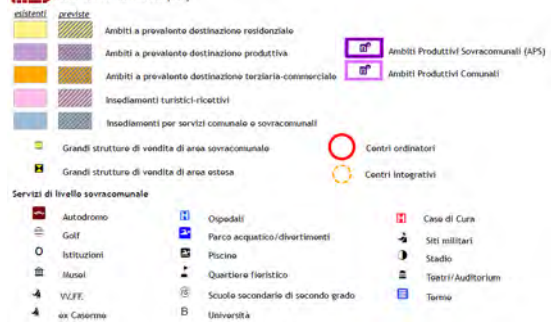 esistenti previste
Ambiti a prevalente destinazione residenziale
Ambiti a prevalente destinazione produttiva
Ambiti a prevalente destinazione terziaria-commerciale
Insediamenti turistici-ricettivi
Insediamenti per servizi comunale e sovracomunali
Ambiti Produttivi Sovracomunali (APS)
Ambiti Produttivi Comunali
Grandi strutture di vendita di area sovracomunale
Grandi strutture di vendita di area estesa
Centri ordinatori
Centri integrativi
Servizi di livello sovracomunale
Autodromo
Golf
O Istituzioni
Musei
VV.FF.
ex Caserme
H Ospedali
Parco acquatico/divertimenti
Piscine
Quartiere fieristico
Scuole secondarie di secondo grado
B Università
H Case di Cura
Siti militari
Stadio
Teatri/Auditorium
Terme